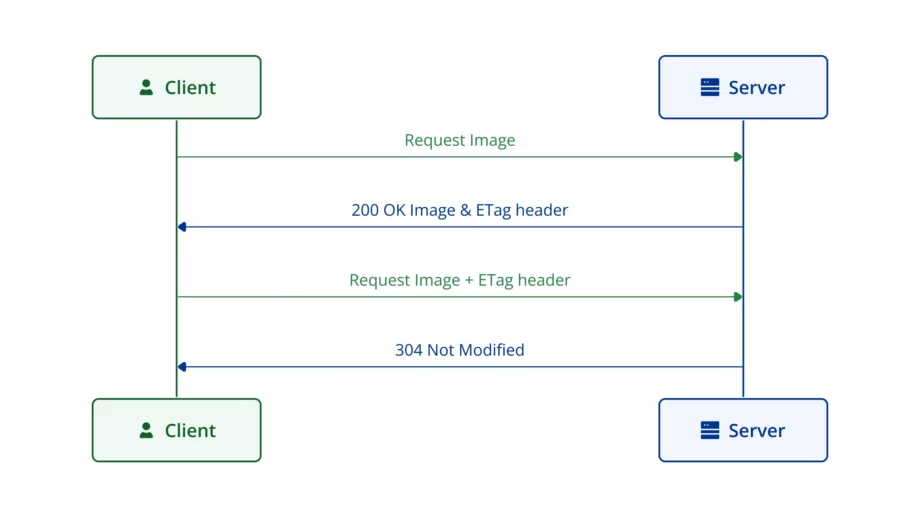 Client
Server
Request Image
200 OK Image & ETag header
Request Image + ETag header
304 Not Modified
Client
Server